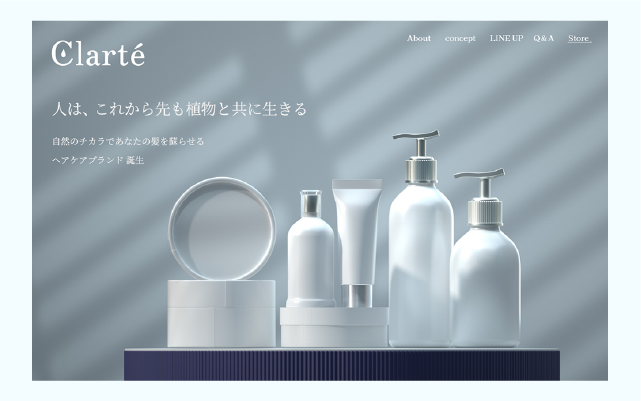 Clarté
About concept LINE UP Q&A Store
人は、これから先も植物と共に生きる
自然のチカラであなたの髪を蘇らせる
ヘアケアブランド 誕生